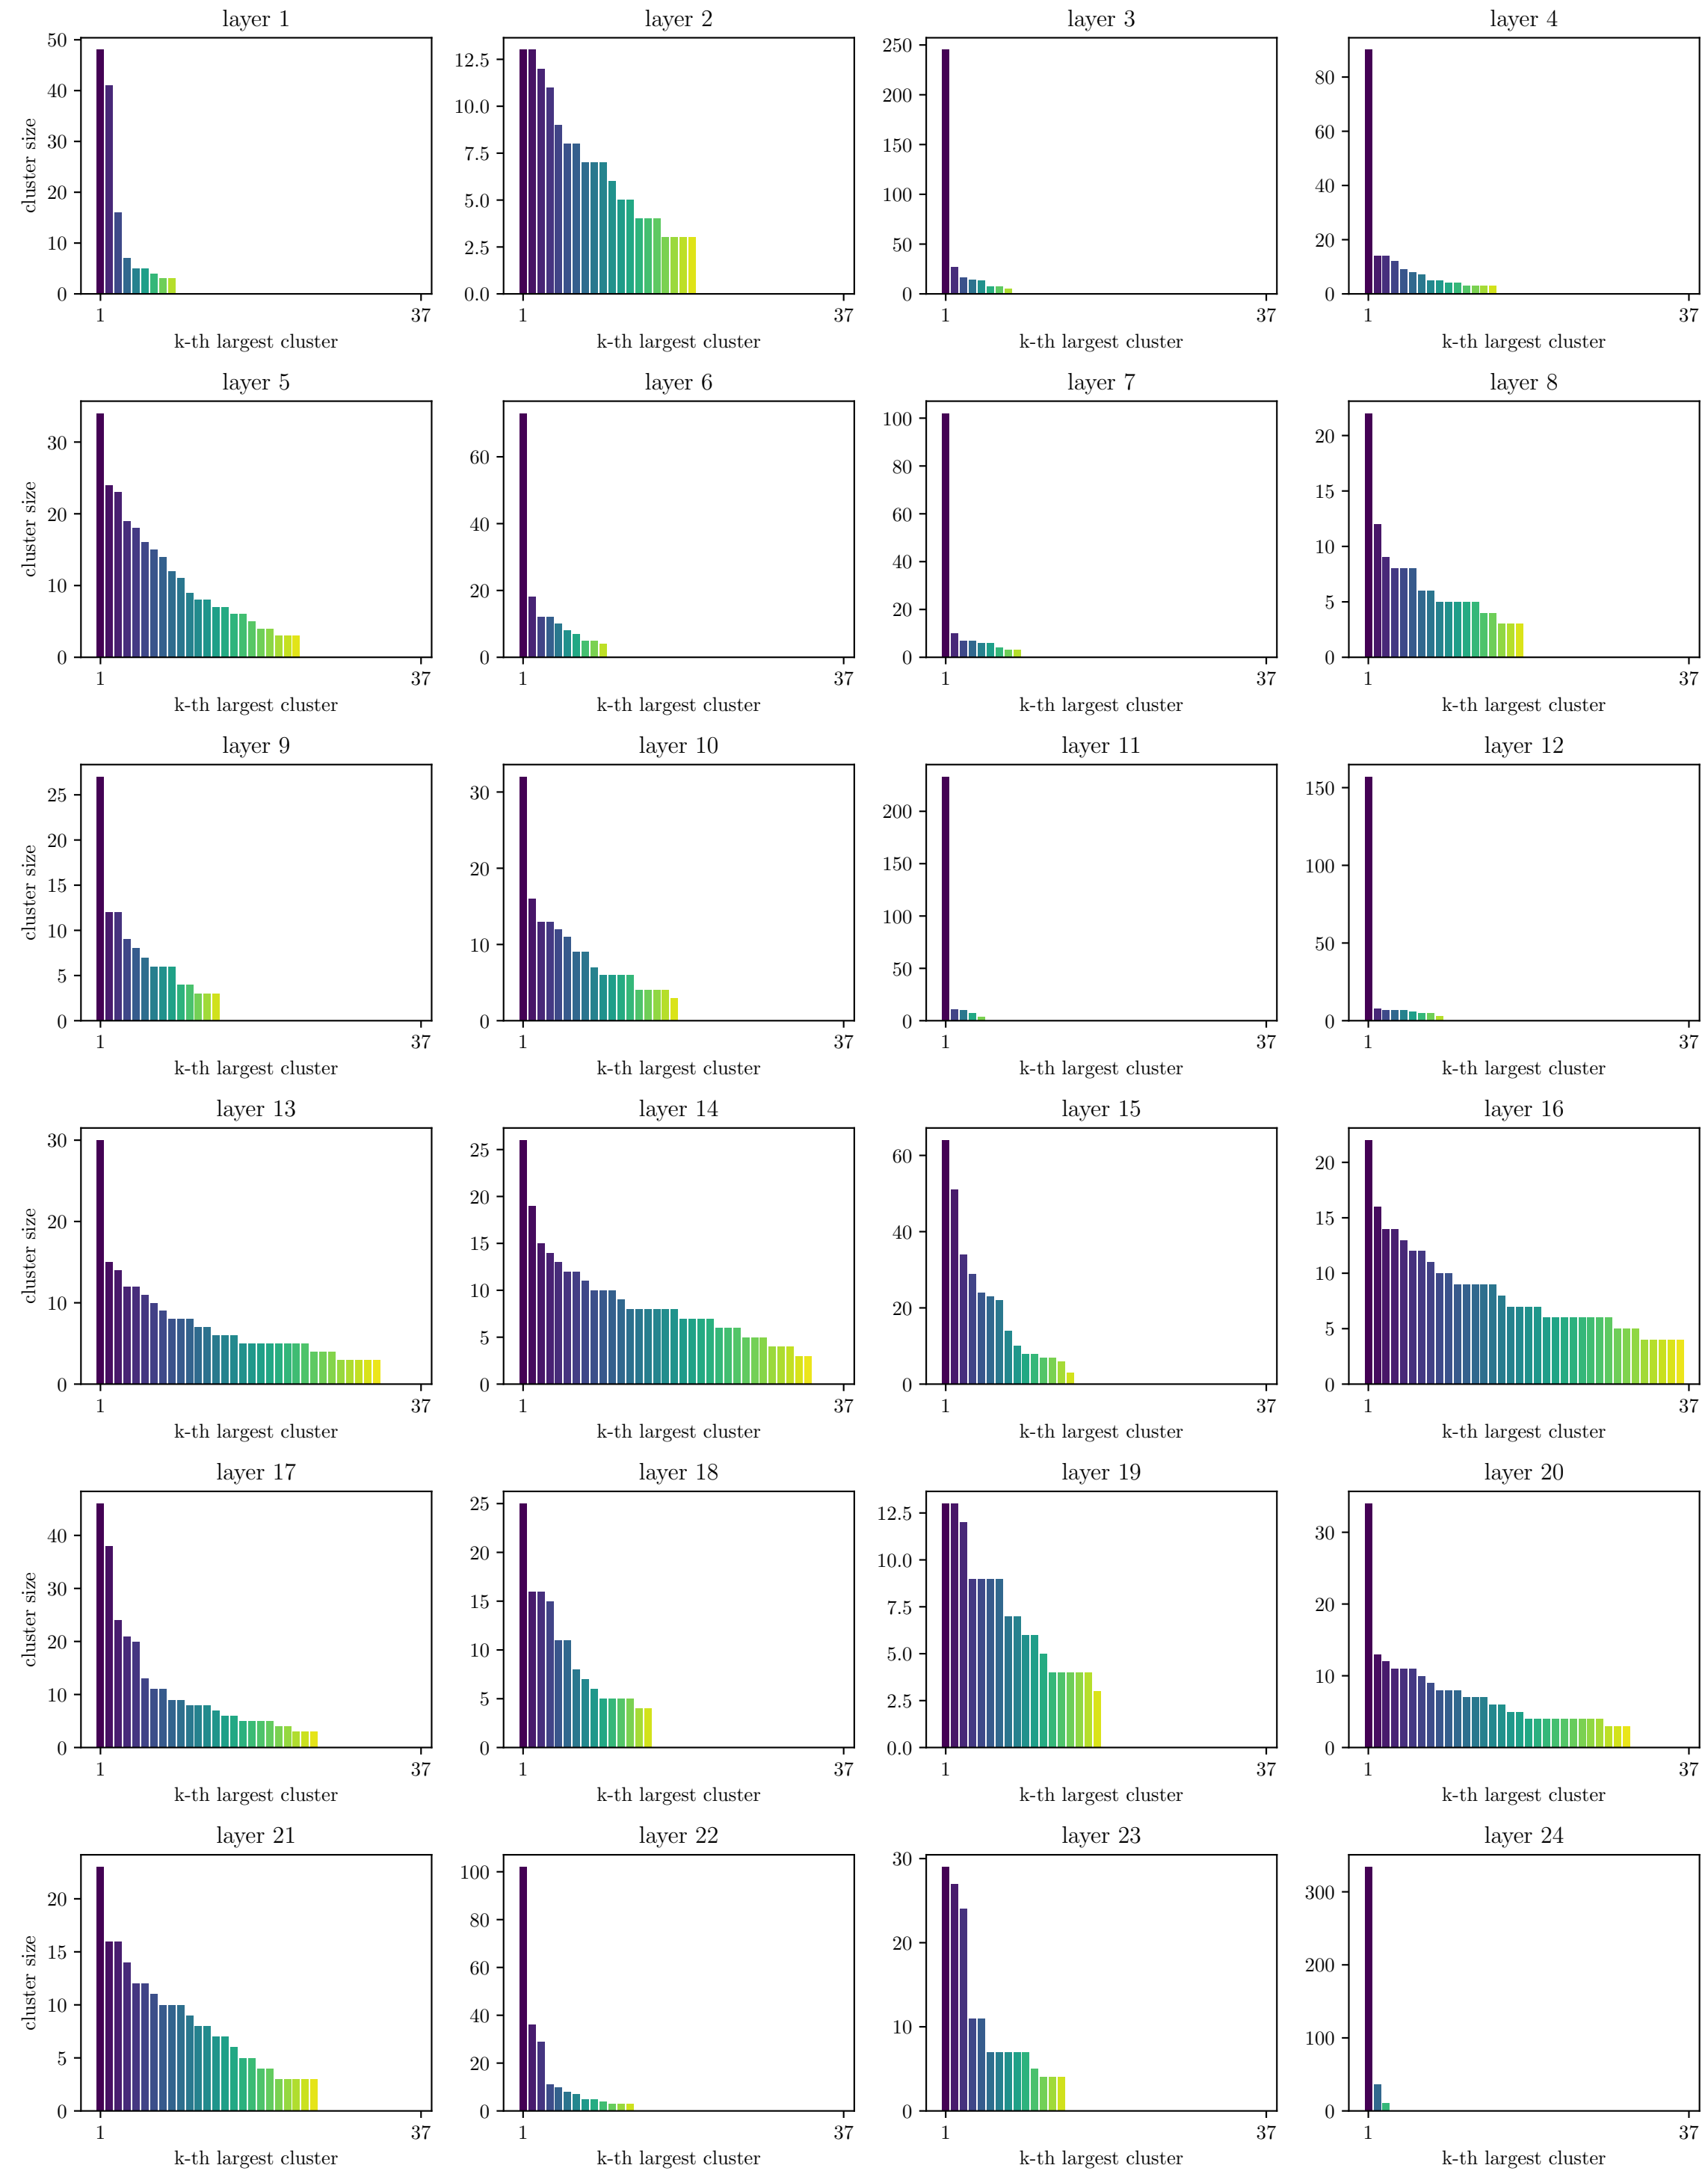 layer 1
50
40
30
20
10
0
cluster size
1 37
k-th largest cluster
layer 2
12.5
10.0
7.5
5.0
2.5
0.0
1 37
k-th largest cluster
layer 3
250
200
150
100
50
0
1 37
k-th largest cluster
layer 4
80
60
40
20
0
1 37
k-th largest cluster
layer 5
30
20
10
0
cluster size
1 37
k-th largest cluster
layer 6
60
40
20
0
1 37
k-th largest cluster
layer 7
100
80
60
40
20
0
1 37
k-th largest cluster
layer 8
20
15
10
5
0
1 37
k-th largest cluster
layer 9
25
20
15
10
5
0
cluster size
1 37
k-th largest cluster
layer 10
30
20
10
0
1 37
k-th largest cluster
layer 11
200
150
100
50
0
1 37
k-th largest cluster
layer 12
150
100
50
0
1 37
k-th largest cluster
layer 13
30
20
10
0
cluster size
1 37
k-th largest cluster
layer 14
25
20
15
10
5
0
1 37
k-th largest cluster
layer 15
60
40
20
0
1 37
k-th largest cluster
layer 16
20
15
10
5
0
1 37
k-th largest cluster
layer 17
40
30
20
10
0
cluster size
1 37
k-th largest cluster
layer 18
25
20
15
10
5
0
1 37
k-th largest cluster
layer 19
12.5
10.0
7.5
5.0
2.5
0.0
1 37
k-th largest cluster
layer 20
30
20
10
0
1 37
k-th largest cluster
layer 21
20
15
10
5
0
cluster size
1 37
k-th largest cluster
layer 22
100
80
60
40
20
0
1 37
k-th largest cluster
layer 23
30
20
10
0
1 37
k-th largest cluster
layer 24
300
200
100
0
1 37
k-th largest cluster